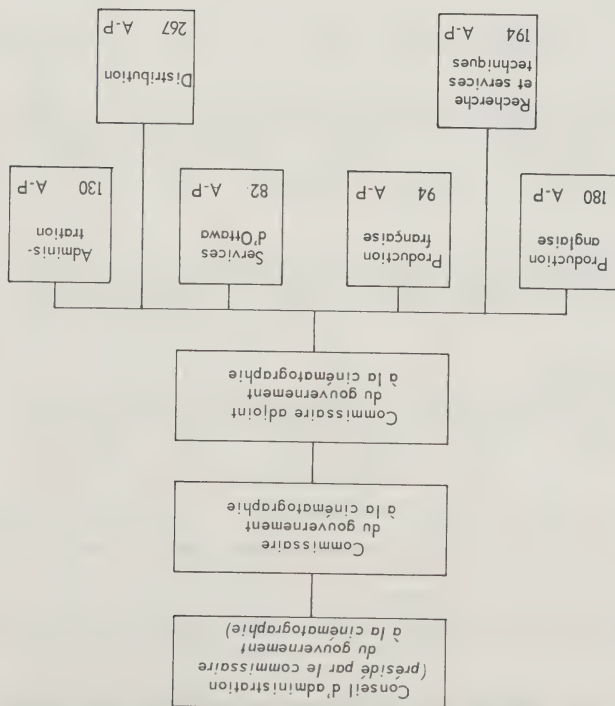 Conseil d'administration
(présidé par le commissaire
du gouvernement
à la cinématographie)
Commissaire
du gouvernement
à la cinématographie
Commissaire adjoint
du gouvernement
à la cinématographie
Production
anglaise
180 A-P
Production
française
94 A-P
Services
d'Ottawa
82 A-P
Adminis-
tration
130 A-P
Recherche
et services
techniques
194 A-P
Distribution
267 A-P